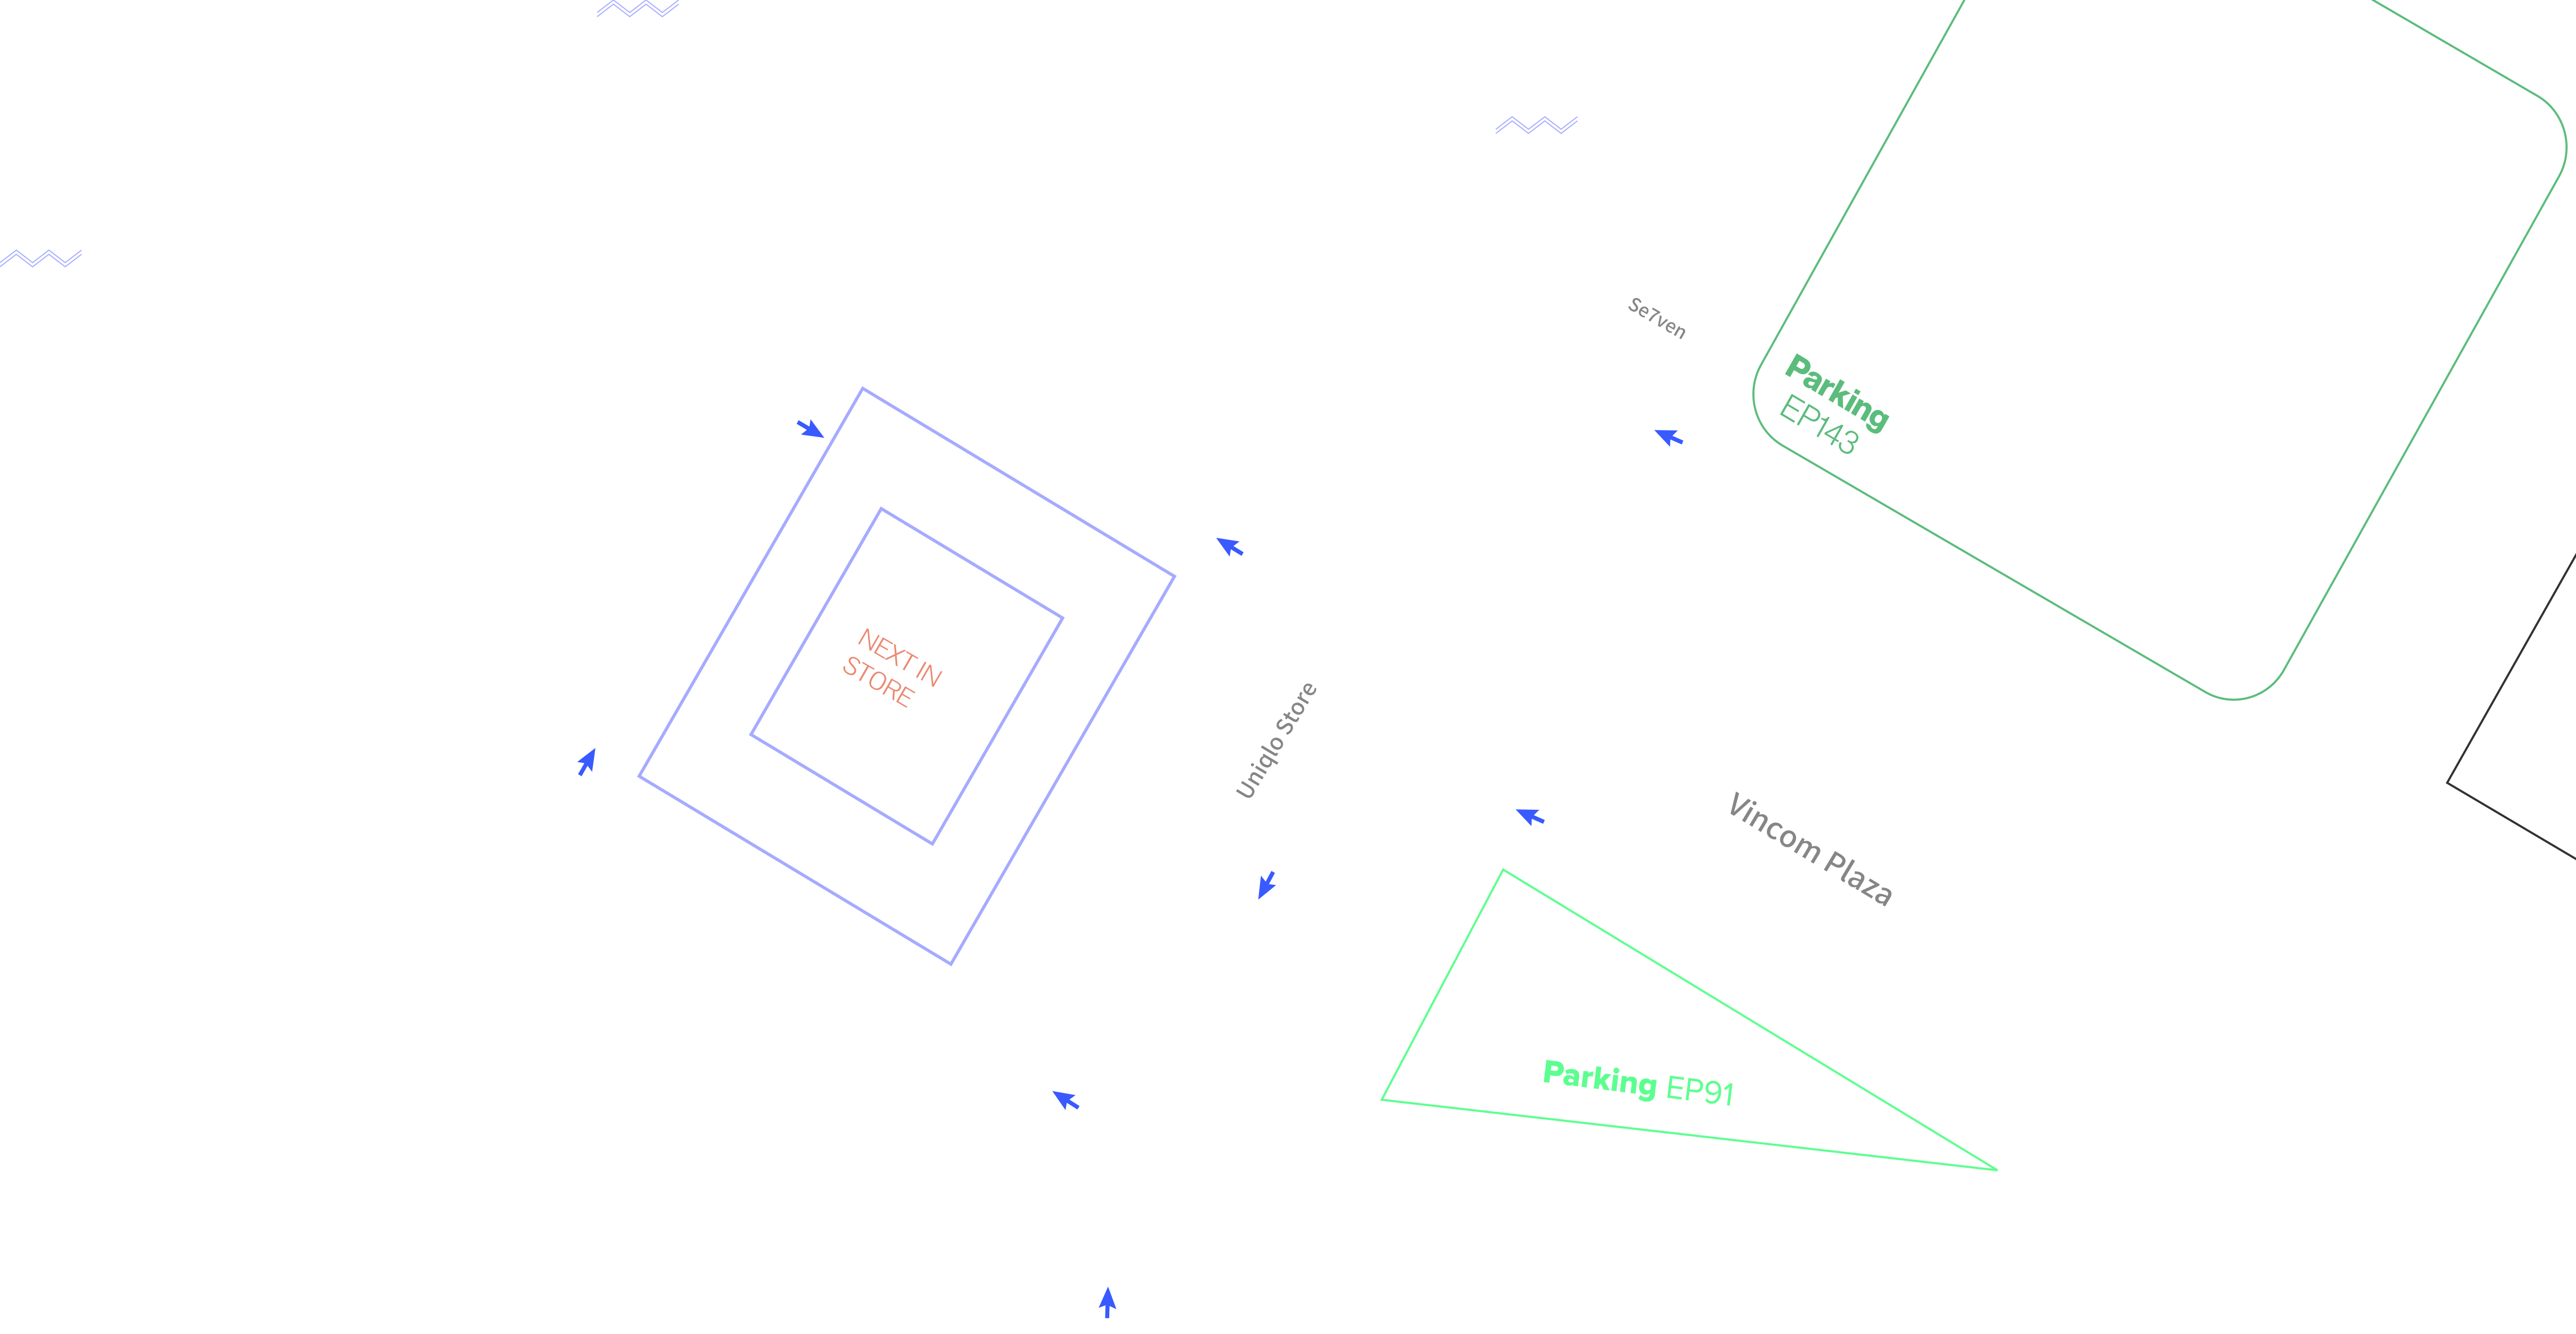 Se7ven
Parking
EP143
NEXT IN
STORE
Uniqlo Store
Vincom Plaza
Parking EP91